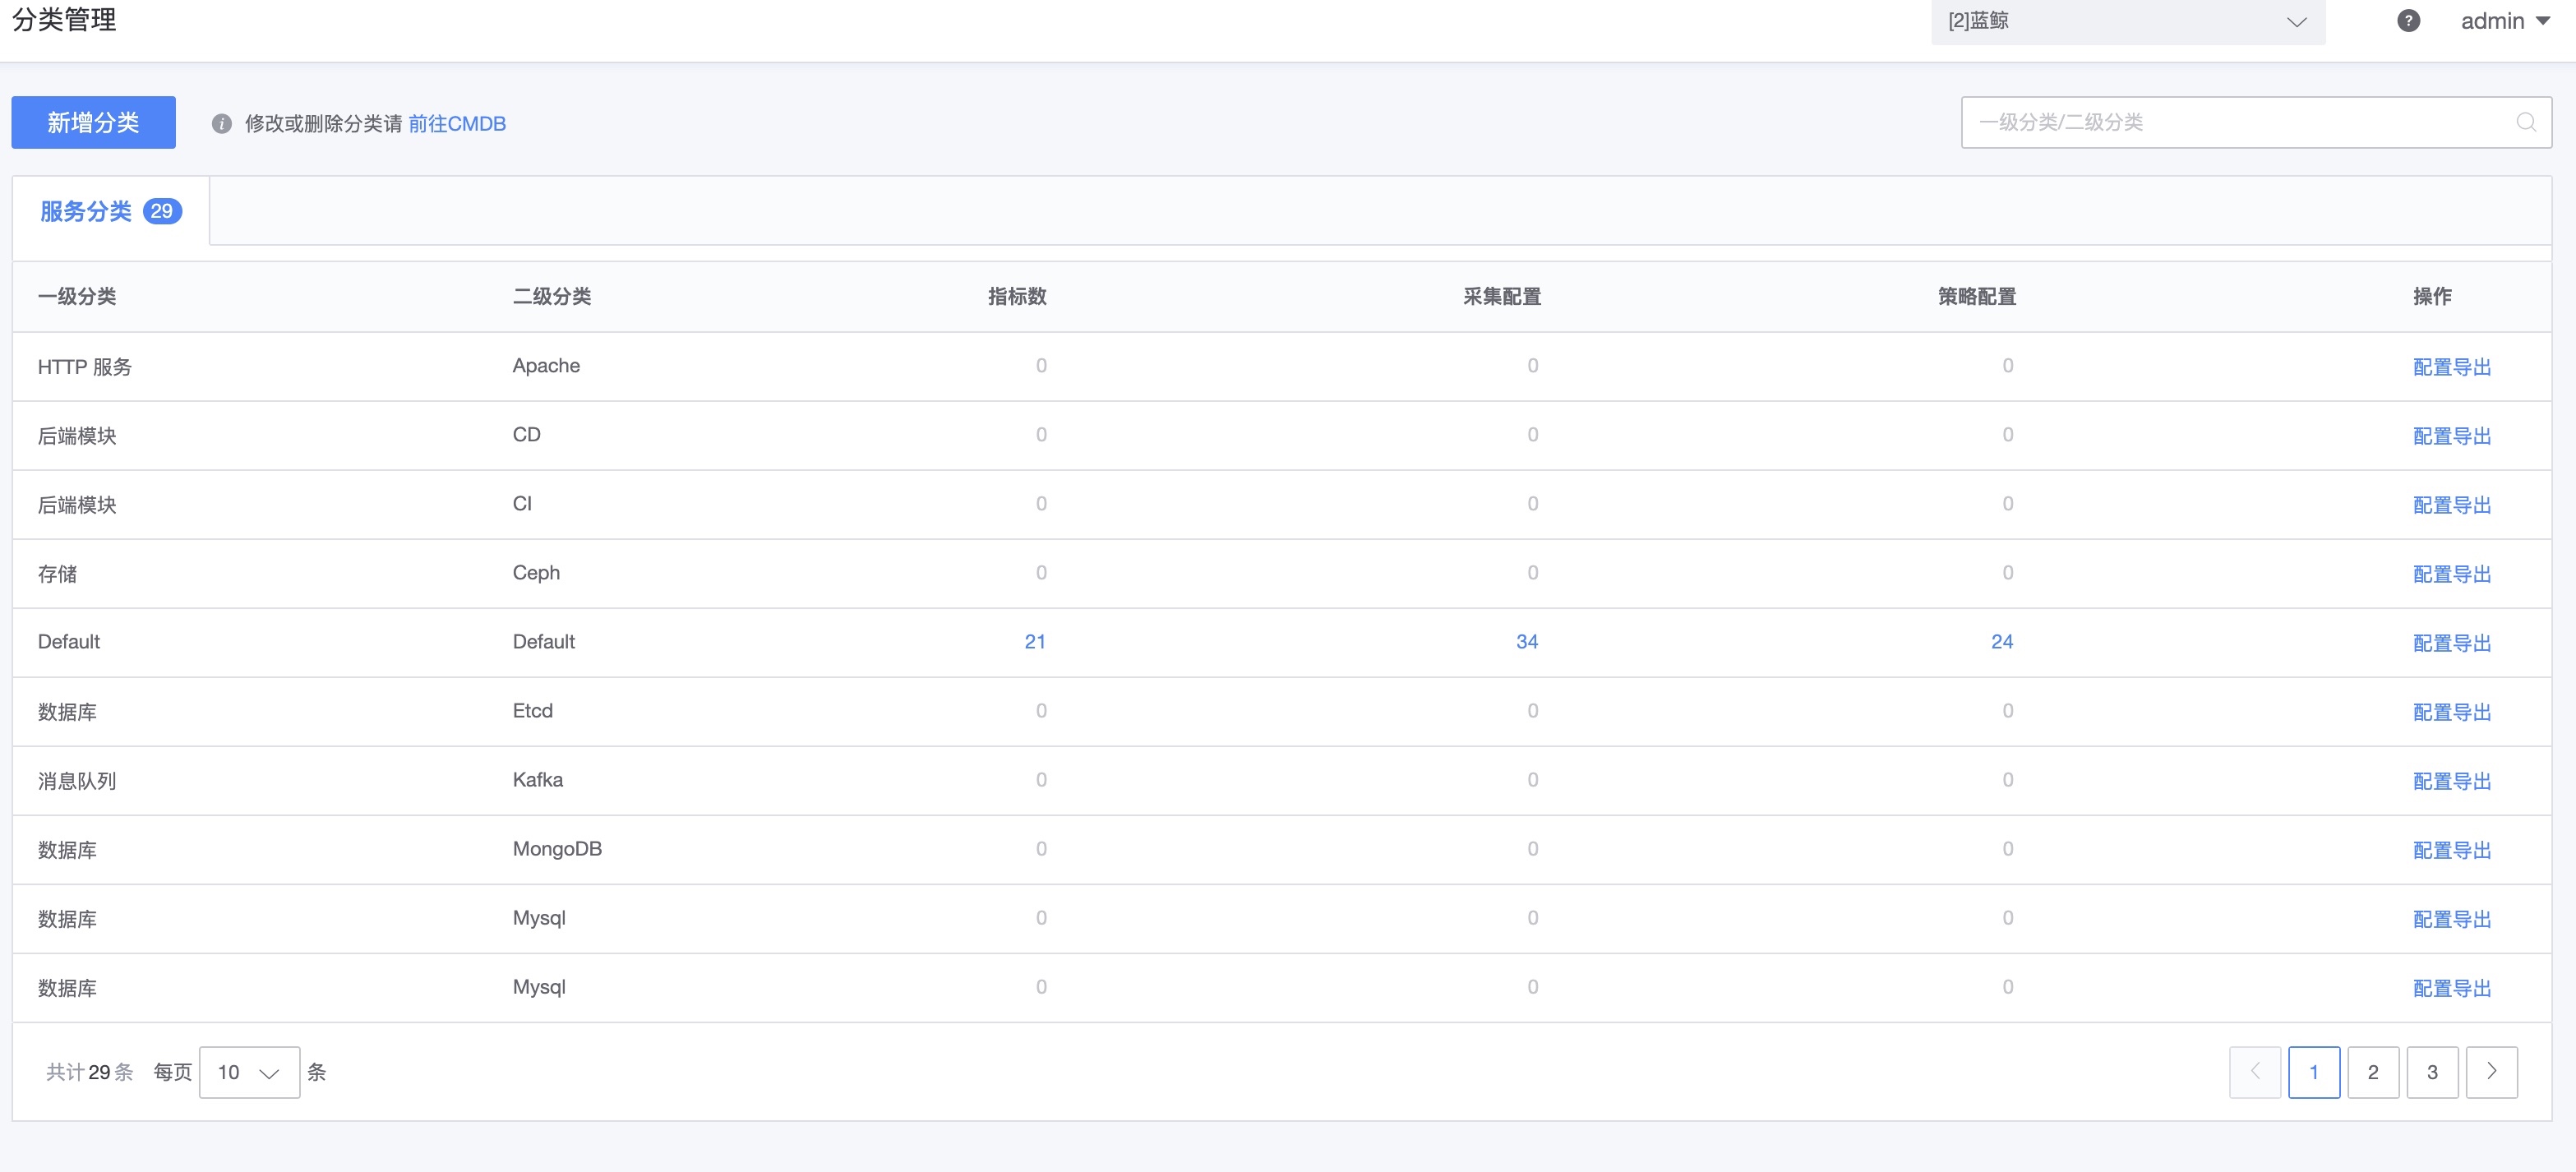 分类管理
[2]蓝鲸
? admin
新增分类
i 修改或删除分类请 前往CMDB
一级分类/二级分类
服务分类 29
一级分类 二级分类 指标数 采集配置 策略配置 操作
HTTP 服务 Apache 0 0 0 配置导出
后端模块 CD 0 0 0 配置导出
后端模块 CI 0 0 0 配置导出
存储 Ceph 0 0 0 配置导出
Default Default 21 34 24 配置导出
数据库 Etcd 0 0 0 配置导出
消息队列 Kafka 0 0 0 配置导出
数据库 MongoDB 0 0 0 配置导出
数据库 Mysql 0 0 0 配置导出
数据库 Mysql 0 0 0 配置导出
共计29条 每页 10 条
1 2 3